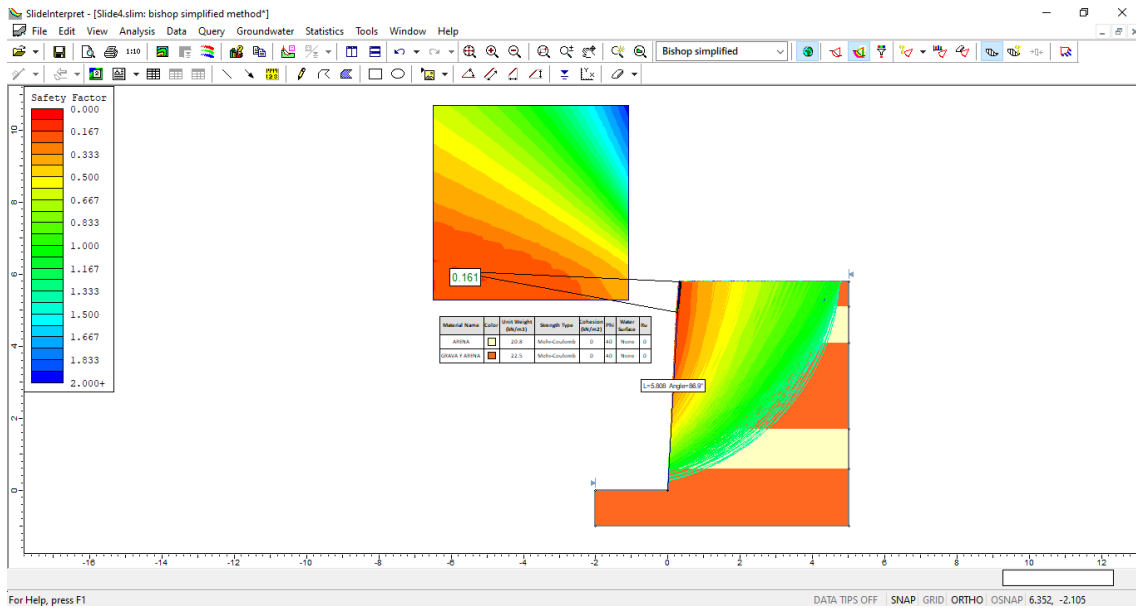 SlideInterpret - [Slide4.slim: bishop simplified method*]
File Edit View Analysis Data Query Groundwater Statistics Tools Window Help
1:10 Bishop simplified
Safety Factor
0.000
0.167
0.333
0.500
0.667
0.833
1.000
1.167
1.333
1.500
1.667
1.833
2.000+
10
8
6
4
2
0
0.161
Material Name Color Unit Weight (kN/m3) Strength Type Cohesion (kN/m2) Phi Water Surface Ru
ARENA 20.8 Mohr-Coulomb 0 40 None 0
GRAVA Y ARENA 22.5 Mohr-Coulomb 0 40 None 0
L=5.808 Angle=86.9°
-16 -14 -12 -10 -8 -6 -4 -2 0 2 4 6 8 10 12
For Help, press F1 DATA TIPS OFF SNAP GRID ORTHO OSNAP 6.352, -2.105